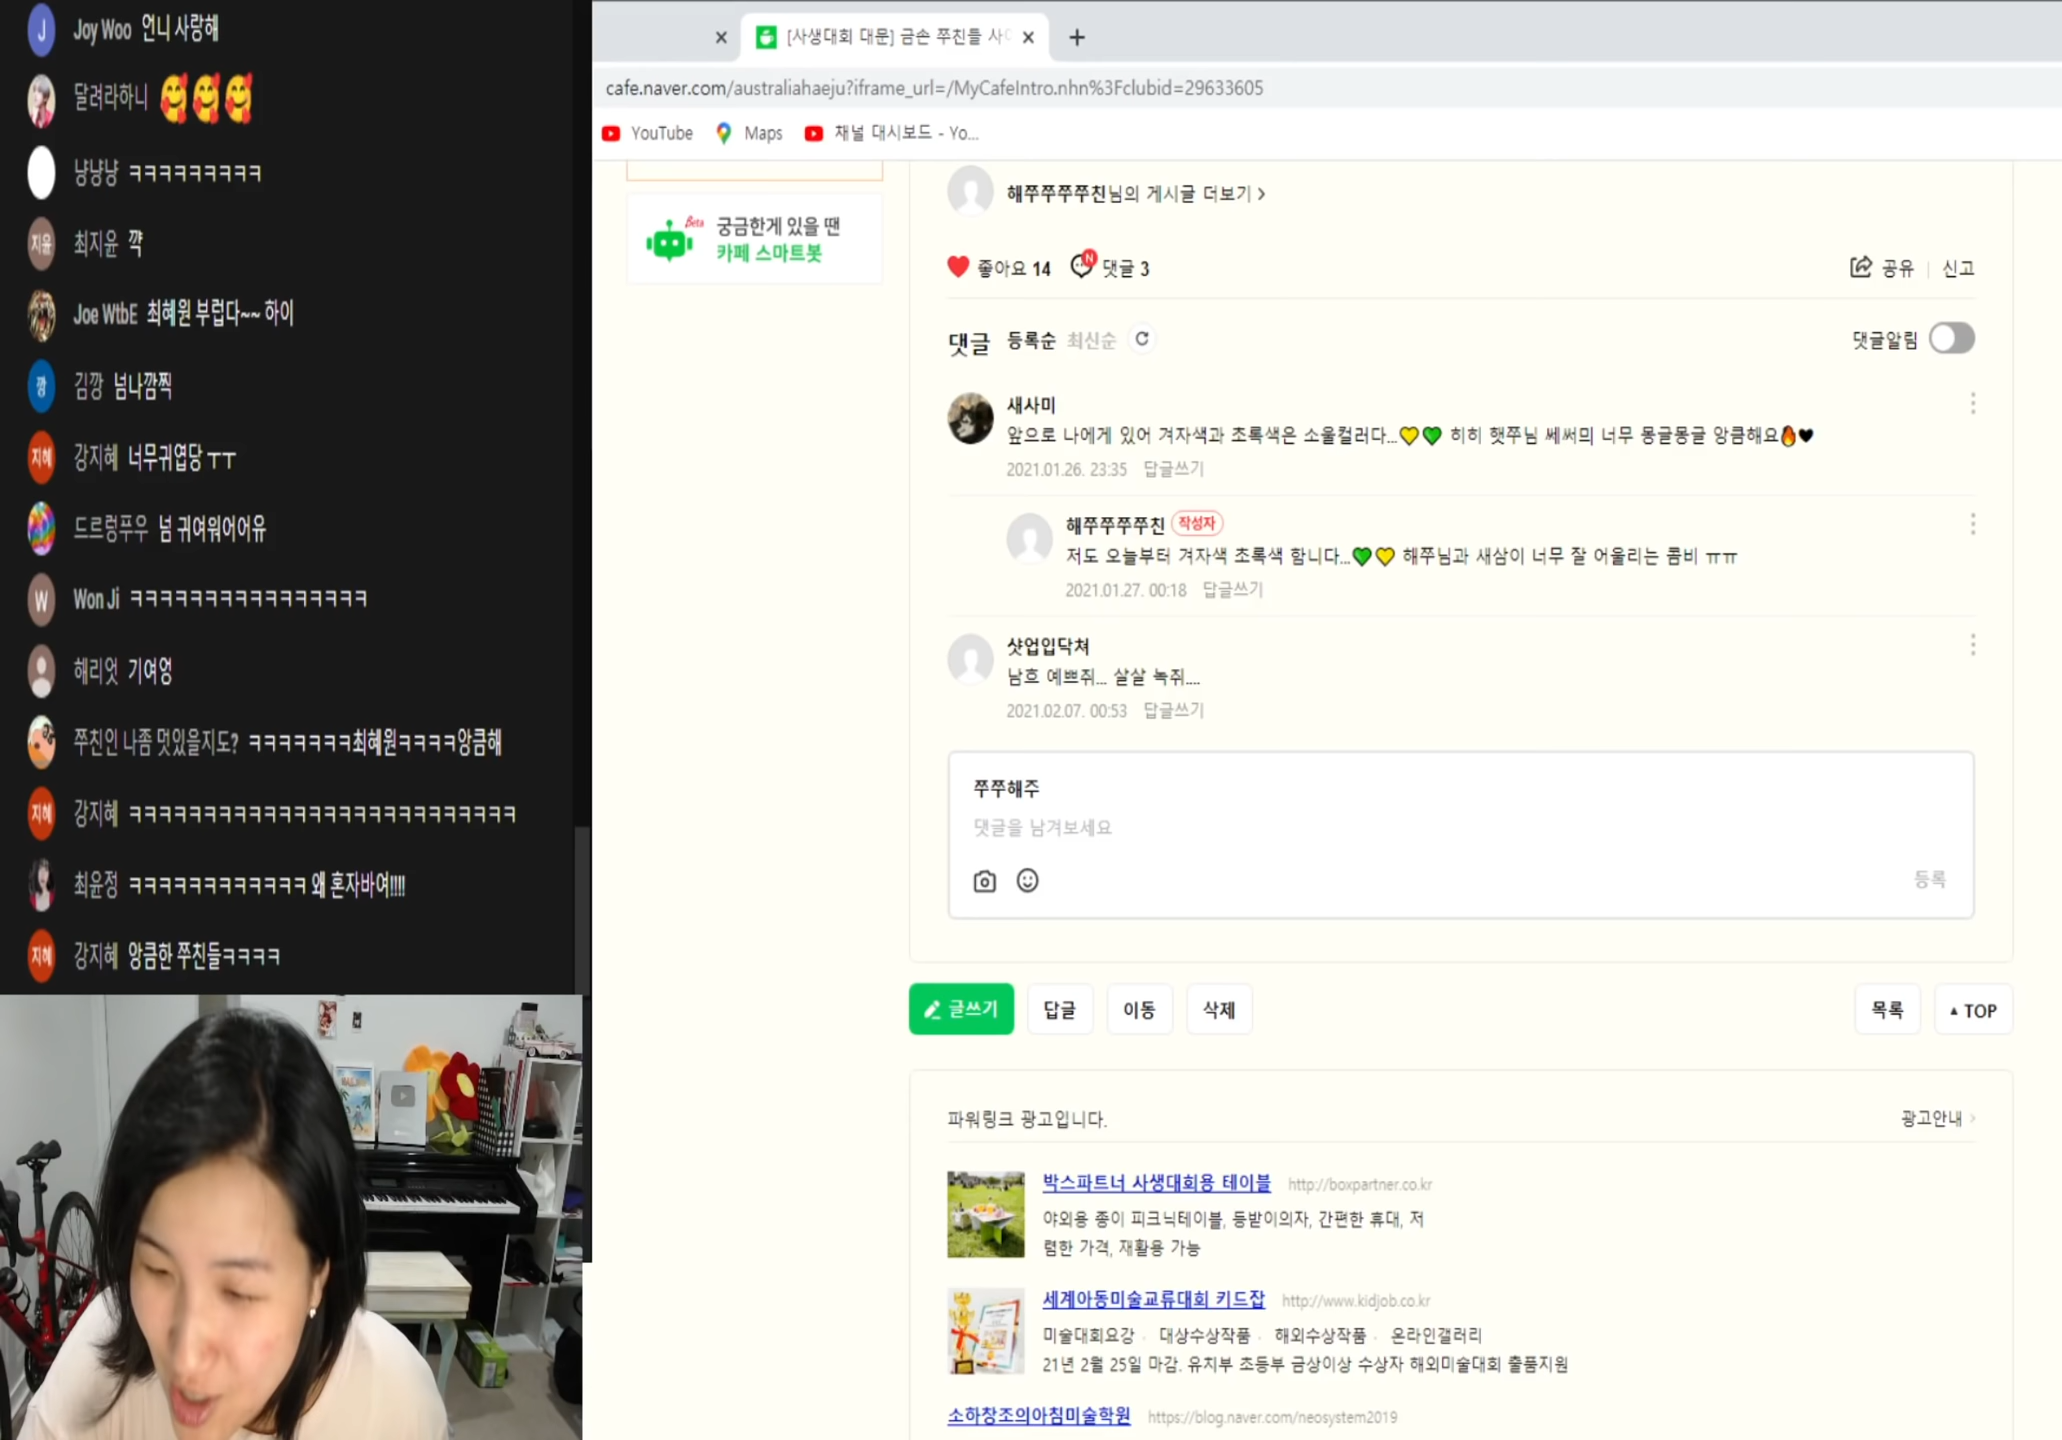 J Joy Woo 언니 사랑해
달려라하니 🥰🥰🥰
냥냥냥 ㅋㅋㅋㅋㅋㅋㅋㅋㅋ
지윤 최지윤 꺅
Joe WtbE 최혜원 부럽다~~ 하이
깡 김깡 넘나깜찍
지혜 강지혜 너무귀엽당 ㅜㅜ
드르렁푸우 넘 귀여워어어유
W Won Ji ㅋㅋㅋㅋㅋㅋㅋㅋㅋㅋㅋㅋㅋㅋㅋㅋ
해리엇 기여엉
쭈친인 나좀 멋있을지도? ㅋㅋㅋㅋㅋㅋㅋ최혜원ㅋㅋㅋㅋ앙큼해
지혜 강지혜 ㅋㅋㅋㅋㅋㅋㅋㅋㅋㅋㅋㅋㅋㅋㅋㅋㅋㅋㅋㅋㅋㅋㅋㅋㅋㅋ
최윤정 ㅋㅋㅋㅋㅋㅋㅋㅋㅋㅋㅋㅋ 왜 혼자바여!!!!
지혜 강지혜 앙큼한 쭈친들ㅋㅋㅋㅋ
[사생대회 대문] 금손 쭈친들 사
cafe.naver.com/australiahaeju?iframe_url=/MyCafeIntro.nhn%3Fclubid=29633605
YouTube Maps 채널 대시보드 - Yo...
Beta 궁금한게 있을 땐
카페 스마트봇
해쭈쭈쭈쭈친님의 게시글 더보기 >
좋아요 14 N 댓글 3 공유 | 신고
댓글 등록순 최신순 댓글알림
새사미
앞으로 나에게 있어 겨자색과 초록색은 소울컬러다...💛💚 히히 햇쭈님 쎄써믜 너무 몽글몽글 앙큼해요🔥🖤
2021.01.26. 23:35 답글쓰기
해쭈쭈쭈쭈친 작성자
저도 오늘부터 겨자색 초록색 함니다...💚💛 해쭈님과 새삼이 너무 잘 어울리는 콤비 ㅠㅠ
2021.01.27. 00:18 답글쓰기
샷업입닥쳐
남흐 예쁘쥐... 살살 녹쥐....
2021.02.07. 00:53 답글쓰기
쭈쭈해주
댓글을 남겨보세요
등록
글쓰기 답글 이동 삭제 목록 ▲ TOP
파워링크 광고입니다. 광고안내 >
박스파트너 사생대회용 테이블 http://boxpartner.co.kr
야외용 종이 피크닉테이블, 등받이의자, 간편한 휴대, 저
렴한 가격, 재활용 가능
세계아동미술교류대회 키드잡 http://www.kidjob.co.kr
미술대회요강 · 대상수상작품 · 해외수상작품 · 온라인갤러리
21년 2월 25일 마감. 유치부 초등부 금상이상 수상자 해외미술대회 출품지원
소하창조의아침미술학원 https://blog.naver.com/neosystem2019